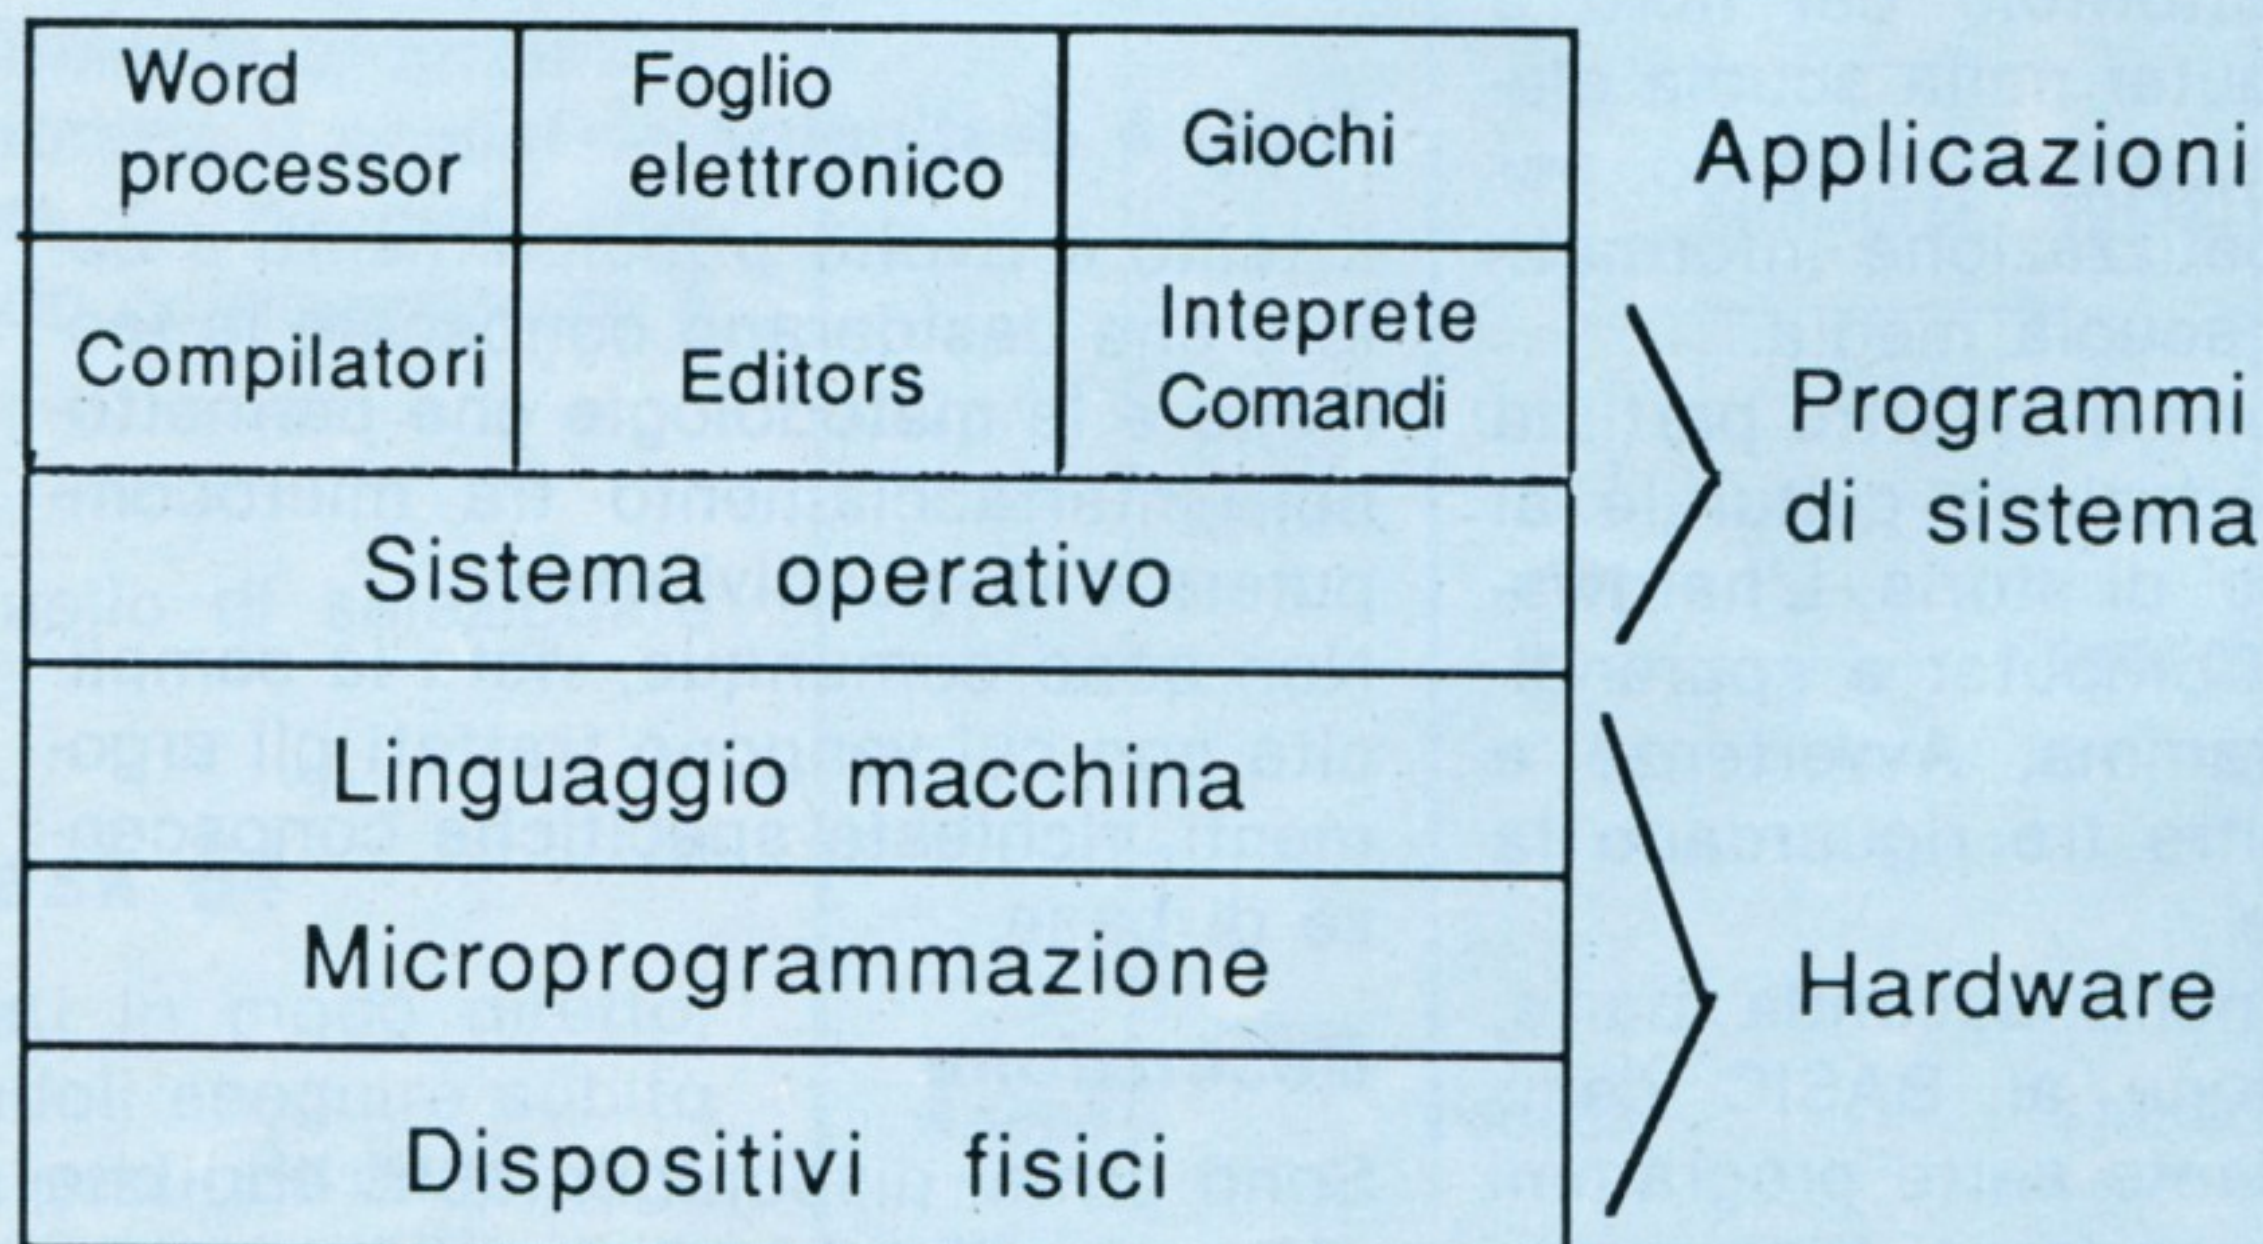 Word
processor
Foglio
elettronico
Giochi
Applicazioni
Compilatori
Editors
Inteprete
Comandi
Programmi
di sistema
Sistema operativo
Linguaggio macchina
Microprogrammazione
Hardware
Dispositivi fisici